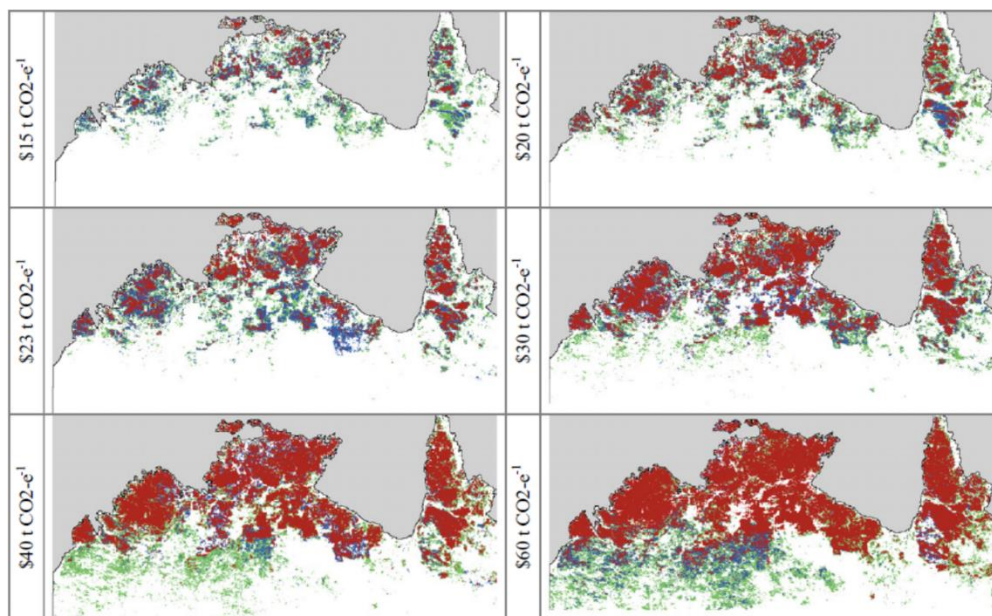 $15 t CO2-e⁻¹
$20 t CO2-e⁻¹
$23 t CO2-e⁻¹
$30 t CO2-e⁻¹
$40 t CO2-e⁻¹
$60 t CO2-e⁻¹